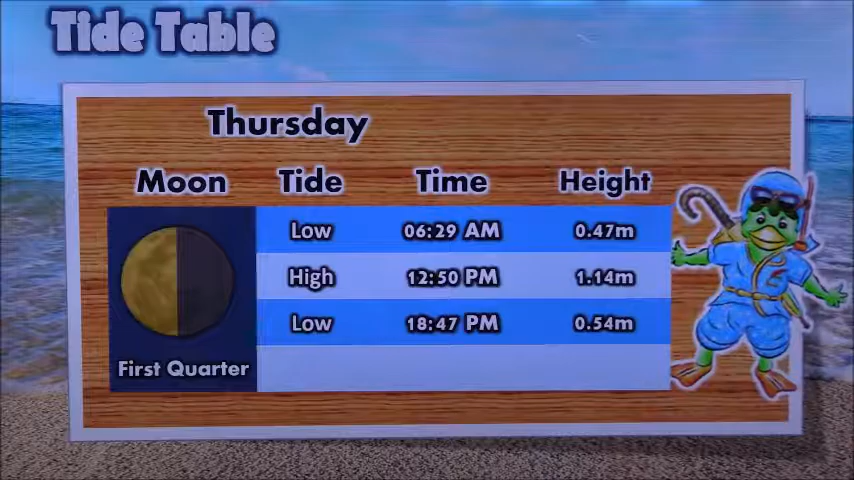 Tide Table
Thursday
Moon Tide Time Height
Low 06:29 AM 0.47m
High 12:50 PM 1.14m
Low 18:47 PM 0.54m
First Quarter